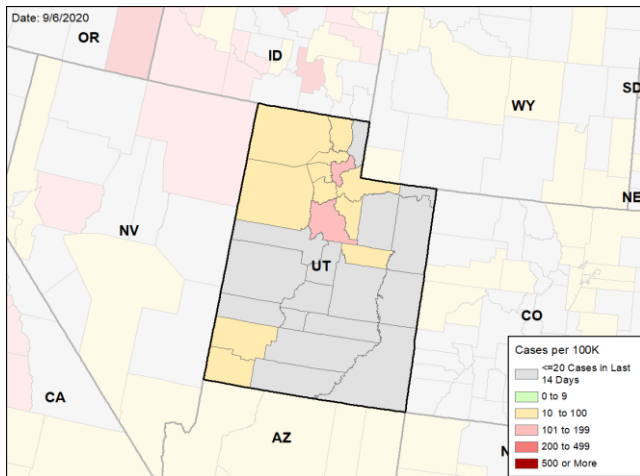 Date: 9/6/2020
OR
ID
WY
SD
NE
NV
UT
CO
CA
AZ
N
Cases per 100K
<=20 Cases in Last
14 Days
0 to 9
10 to 100
101 to 199
200 to 499
500 or More